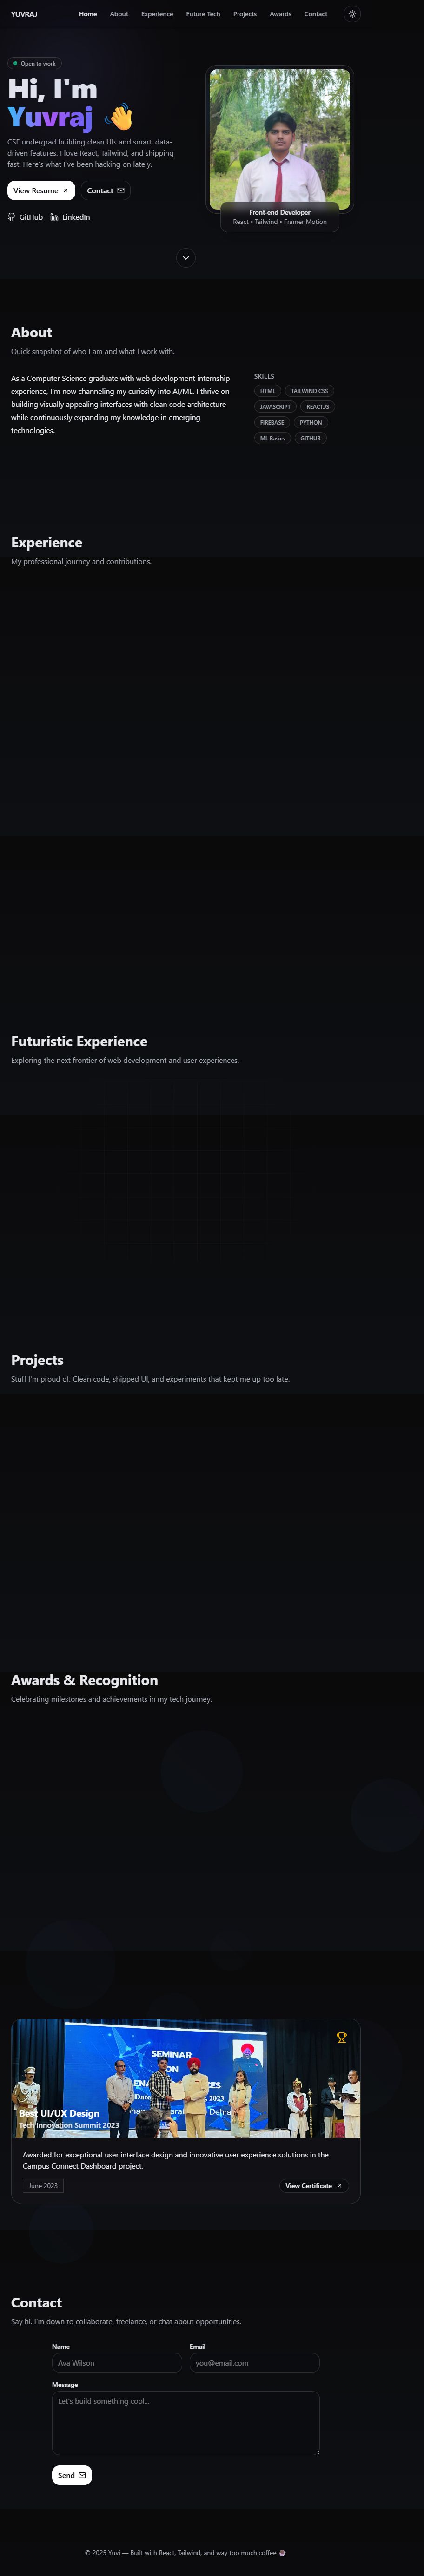 YUVRAJ
Home About Experience Future Tech Projects Awards Contact
Open to work
Hi, I'm
Yuvraj 👋
CSE undergrad building clean UIs and smart, data-
driven features. I love React, Tailwind, and shipping
fast. Here's what I've been hacking on lately.
View Resume Contact
GitHub LinkedIn
Front-end Developer
React • Tailwind • Framer Motion
About
Quick snapshot of who I am and what I work with.
As a Computer Science graduate with web development internship
experience, I'm now channeling my curiosity into AI/ML. I thrive on
building visually appealing interfaces with clean code architecture
while continuously expanding my knowledge in emerging
technologies.
SKILLS
HTML TAILWIND CSS
JAVASCRIPT REACT.JS
FIREBASE PYTHON
ML Basics GITHUB
Experience
My professional journey and contributions.
Futuristic Experience
Exploring the next frontier of web development and user experiences.
Projects
Stuff I'm proud of. Clean code, shipped UI, and experiments that kept me up too late.
Awards & Recognition
Celebrating milestones and achievements in my tech journey.
SEMINAR
ON
Best UI/UX Design
Tech Innovation Summit 2023
Awarded for exceptional user interface design and innovative user experience solutions in the
Campus Connect Dashboard project.
June 2023 View Certificate
Contact
Say hi. I'm down to collaborate, freelance, or chat about opportunities.
Name Email
Ava Wilson you@email.com
Message
Let's build something cool...
Send
© 2025 Yuvi — Built with React, Tailwind, and way too much coffee